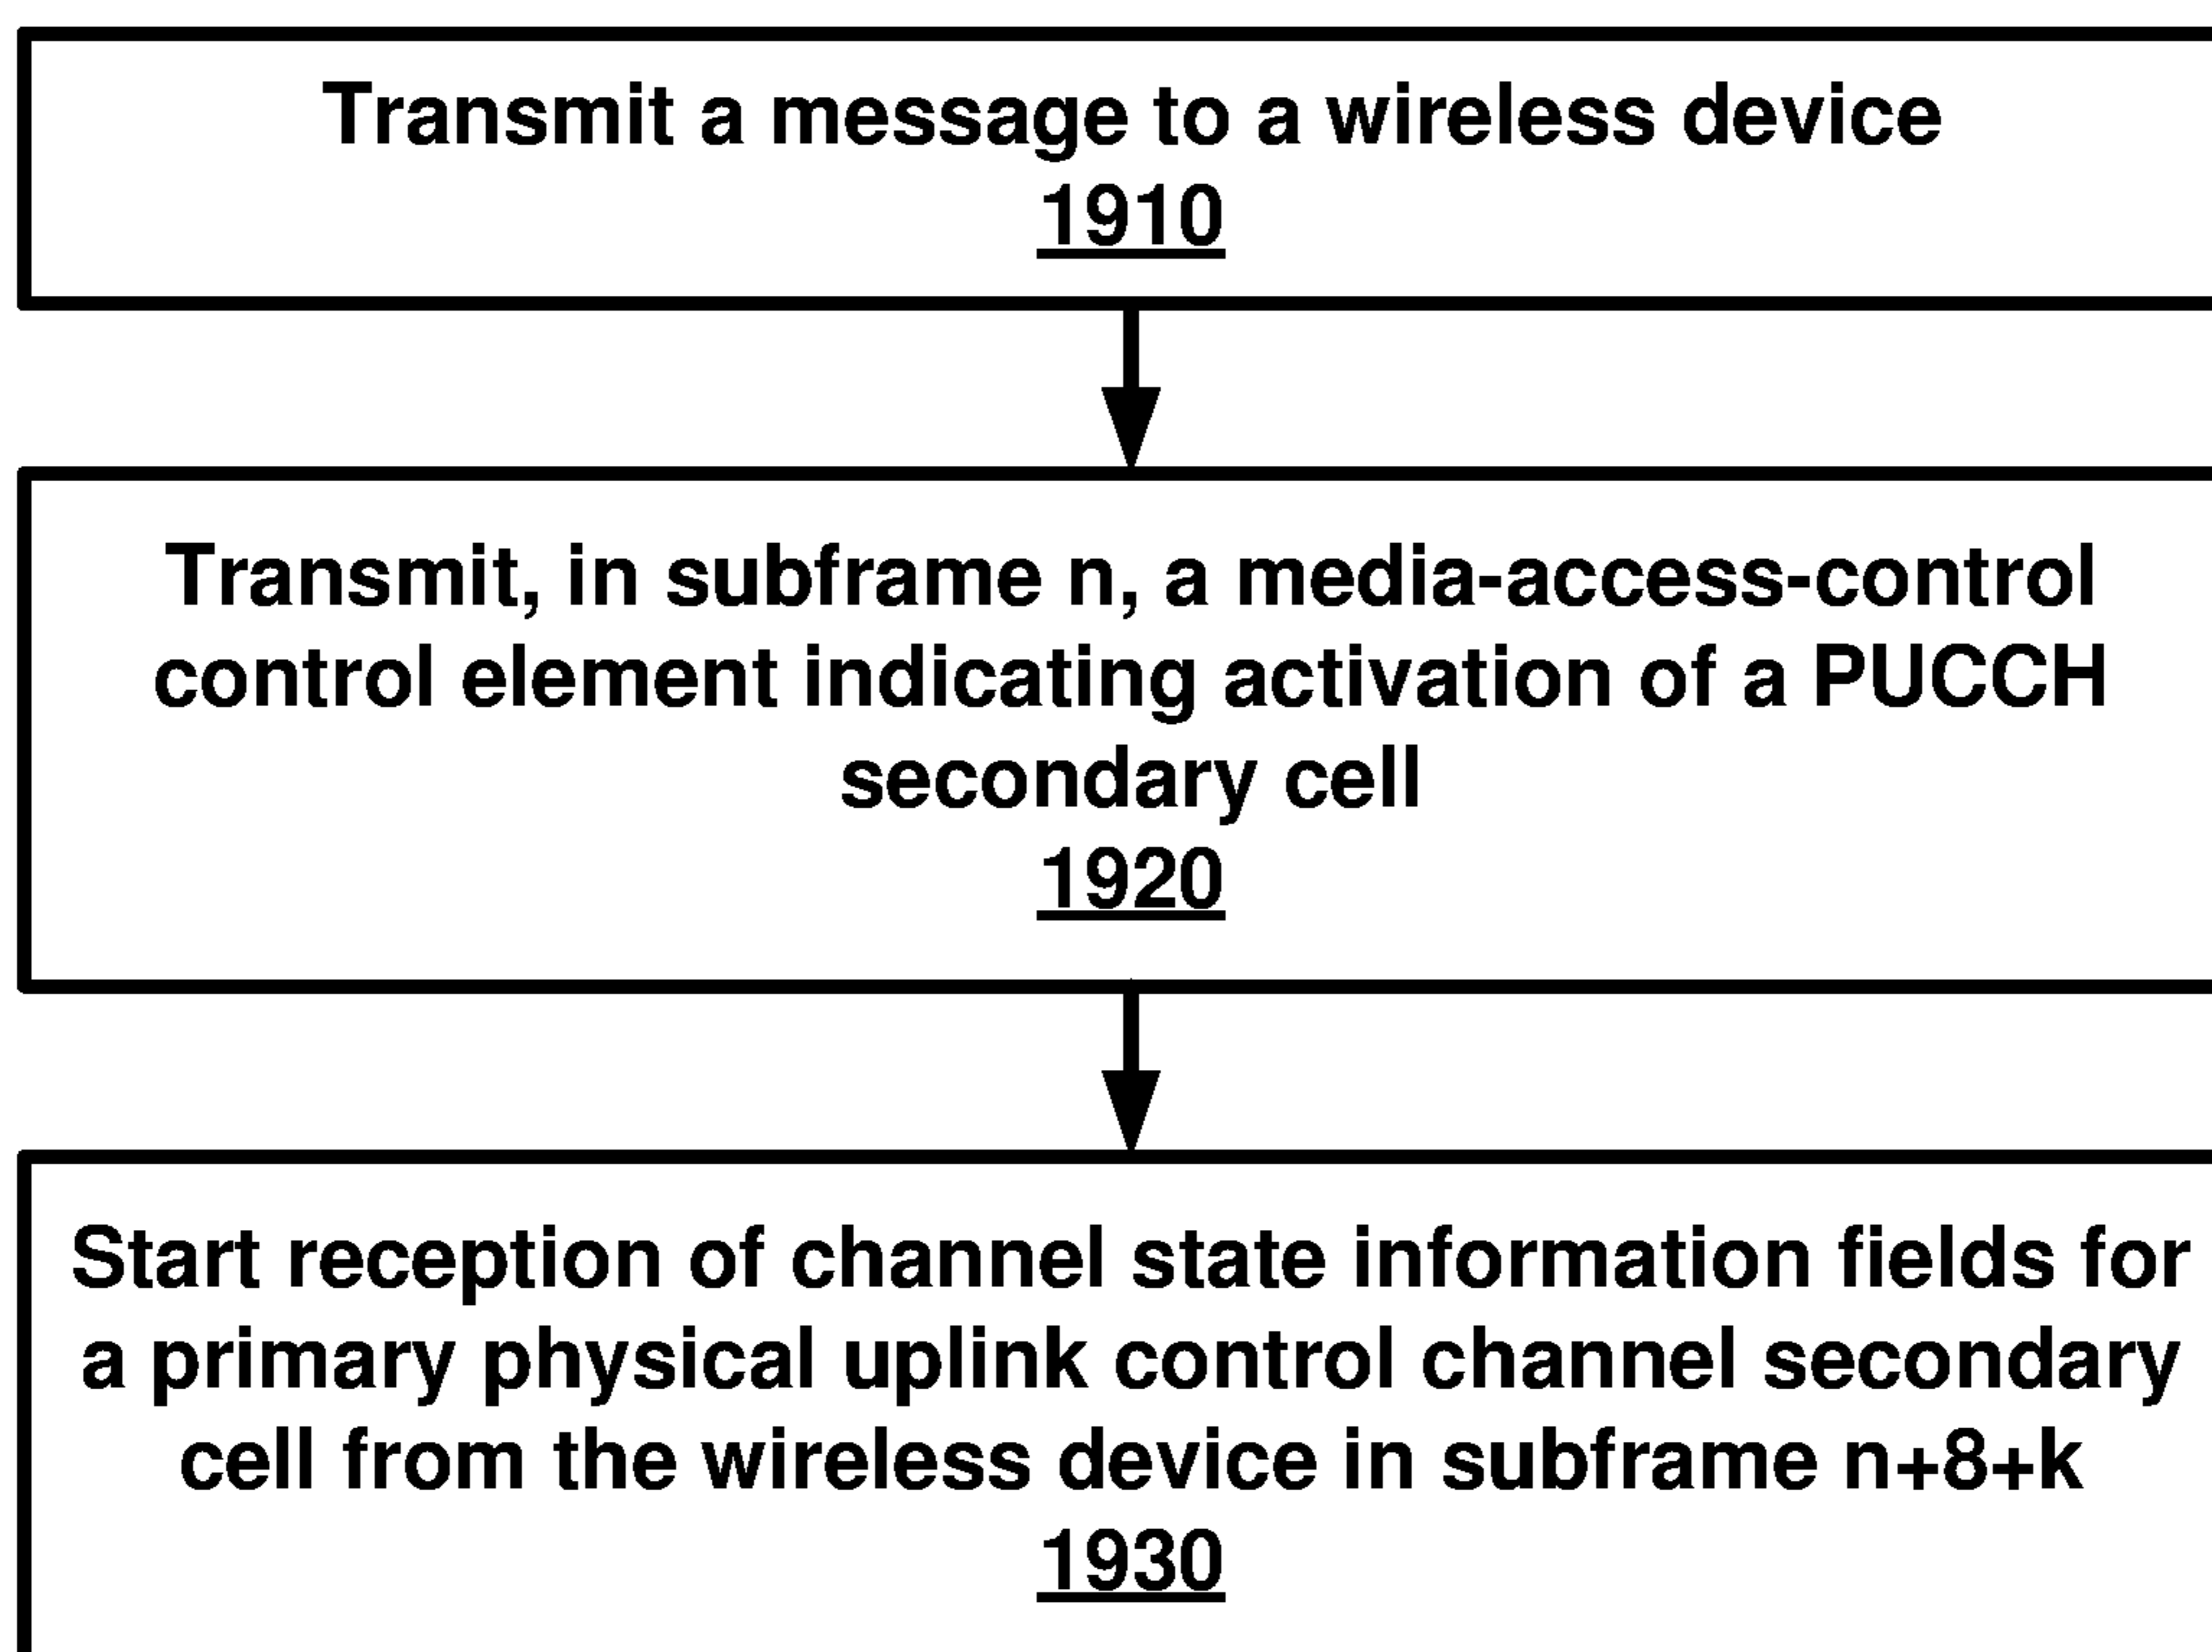 Transmit a message to a wireless device
1910
Transmit, in subframe n, a media-access-control
control element indicating activation of a PUCCH
secondary cell
1920
Start reception of channel state information fields for
a primary physical uplink control channel secondary
cell from the wireless device in subframe n+8+k
1930